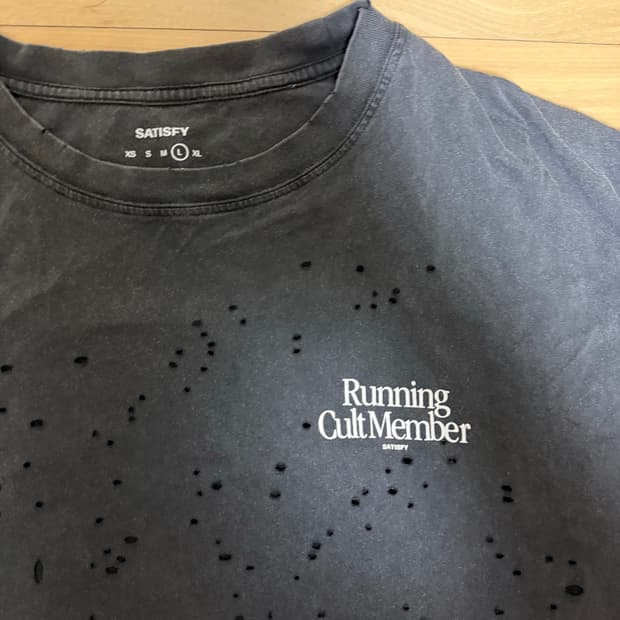 SATISFY
XS S M L XL
Running
Cult Member
SATISFY